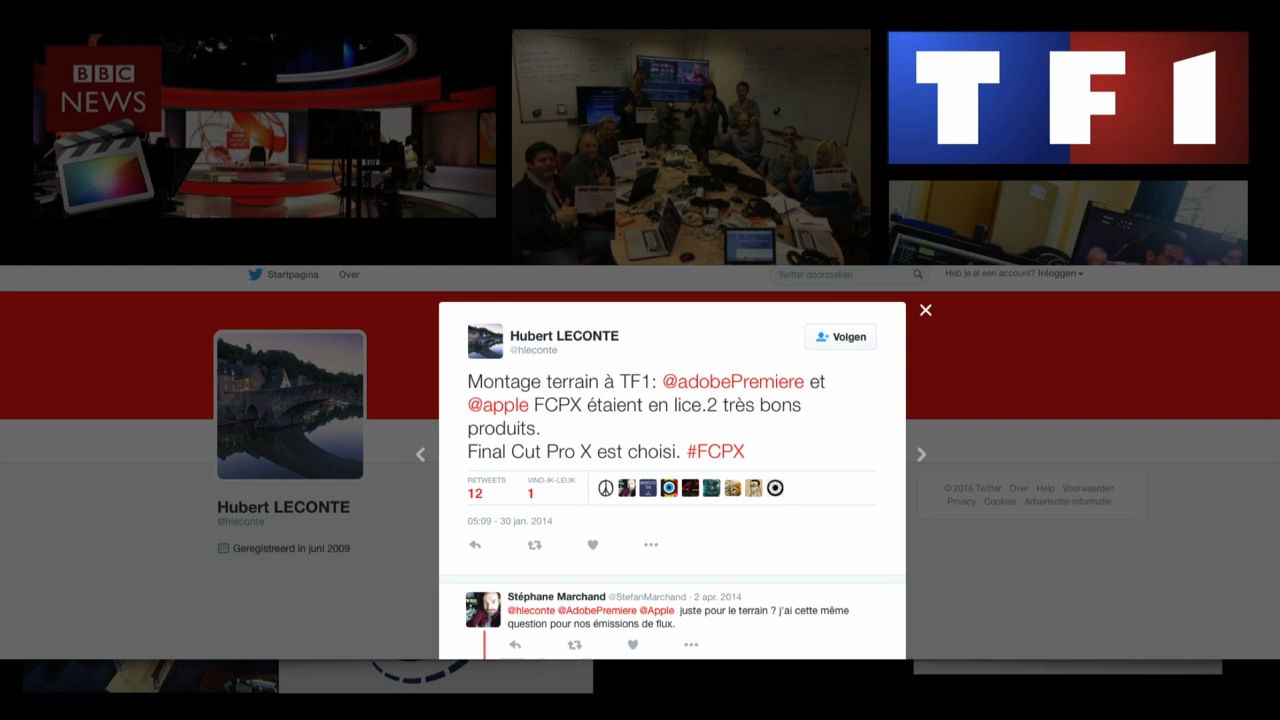 BBC
NEWS
TF1
Startpagina
Over
Twitter doorzoeken
Heb je al een account? Inloggen
Hubert LECONTE
@hleconte
Volgen
Montage terrain à TF1: @adobePremiere et
@apple FCPX étaient en lice.2 très bons
produits.
Final Cut Pro X est choisi. #FCPX
RETWEETS
12
VIND-IK-LEUK
1
05:09 - 30 jan. 2014
Stéphane Marchand @StefanMarchand · 2 apr. 2014
@hleconte @AdobePremiere @Apple juste pour le terrain ? j'ai cette même
question pour nos émissions de flux.
Hubert LECONTE
@hleconte
Geregistreerd in juni 2009
© 2016 Twitter Over Help Voorwaarden
Privacy Cookies Advertentie-informatie